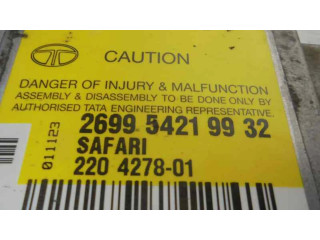 CAUTION
DANGER OF INJURY & MALFUNCTION
ASSEMBLY & DISASSEMBLY TO BE DONE ONLY BY
AUTHORISED TATA ENGINEERING REPRESENTATIVE.
2699 5421 99 32
SAFARI
220 4278-01
011123